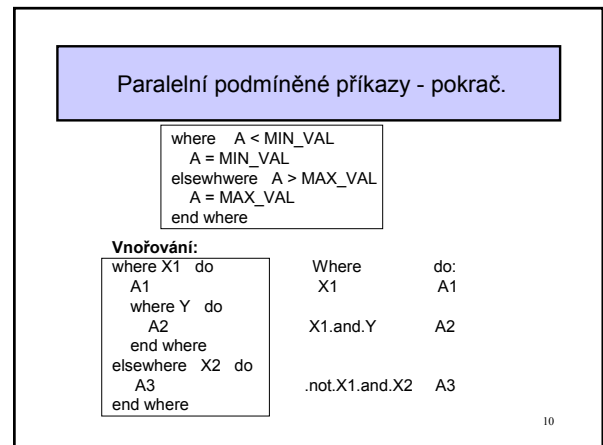 Paralelní podmíněné příkazy - pokrač.
where A < MIN_VAL
A = MIN_VAL
elsewhwere A > MAX_VAL
A = MAX_VAL
end where
Vnořování:
where X1 do Where do:
A1 X1 A1
where Y do
A2 X1.and.Y A2
end where
elsewhere X2 do
A3 .not.X1.and.X2 A3
end where
10